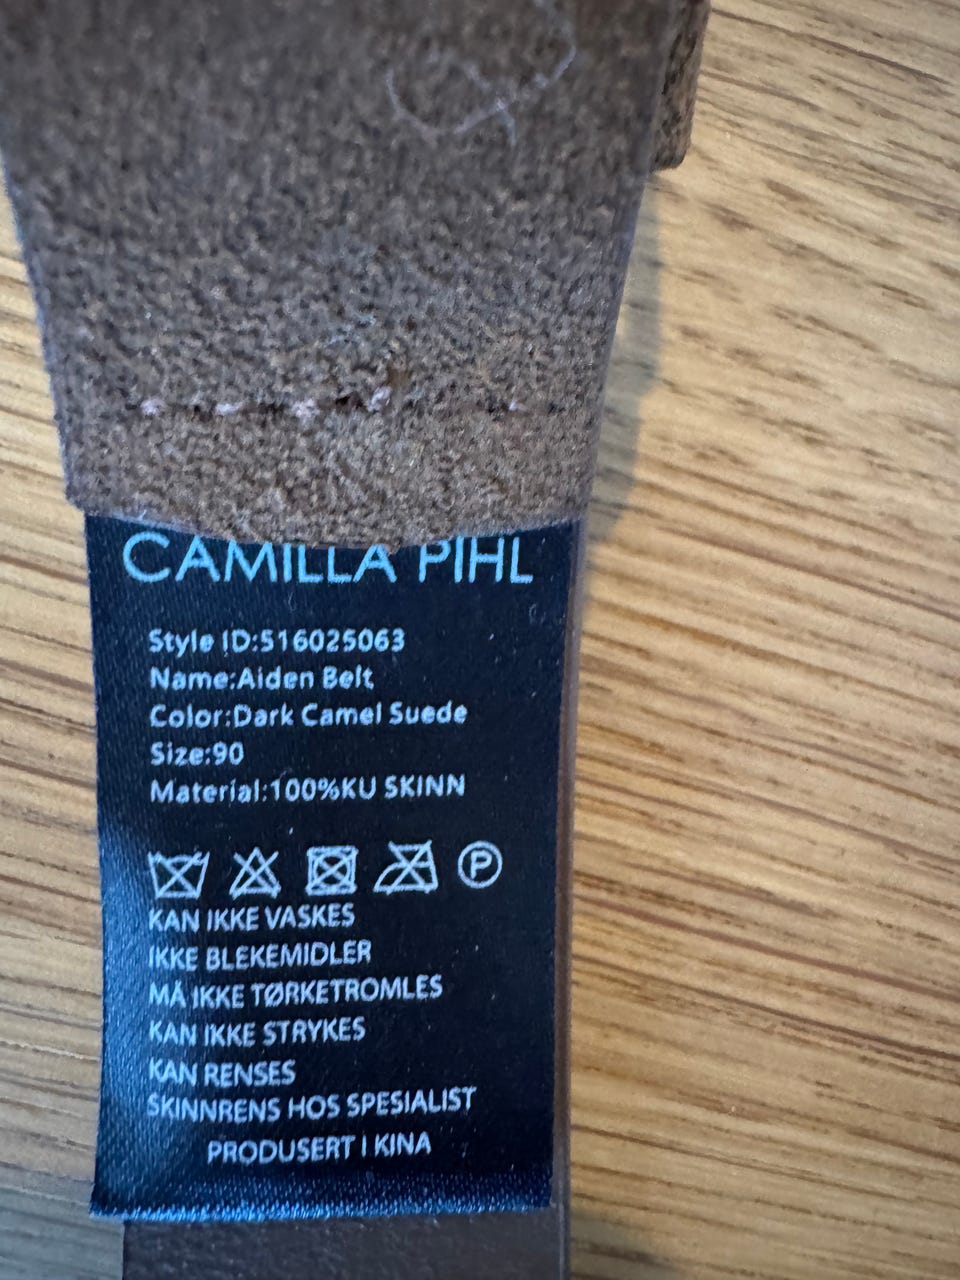 CAMILLA PIHL
Style ID:516025063
Name:Aiden Belt
Color:Dark Camel Suede
Size:90
Material:100%KU SKINN
P
KAN IKKE VASKES
IKKE BLEKEMIDLER
MÅ IKKE TØRKETROMLES
KAN IKKE STRYKES
KAN RENSES
SKINNRENS HOS SPESIALIST
PRODUSERT I KINA